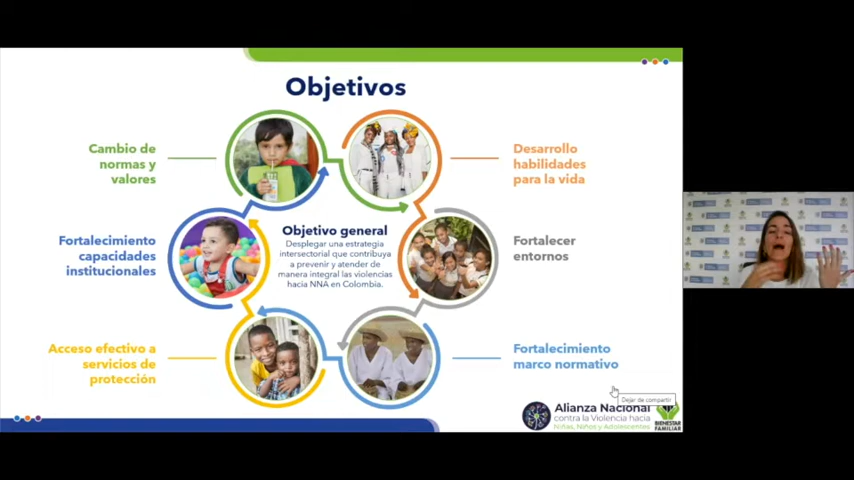 Objetivos
Cambio de
normas y
valores
Desarrollo
habilidades
para la vida
Fortalecimiento
capacidades
institucionales
Objetivo general
Desplegar una estrategia
intersectorial que contribuya
a prevenir y atender de
manera integral las violencias
hacia NNA en Colombia.
Fortalecer
entornos
Acceso efectivo a
servicios de
protección
Fortalecimiento
marco normativo
Dejar de compartir
Alianza Nacional
contra la Violencia hacia
Niñas, Niños y Adolescentes
BIENESTAR
FAMILIAR